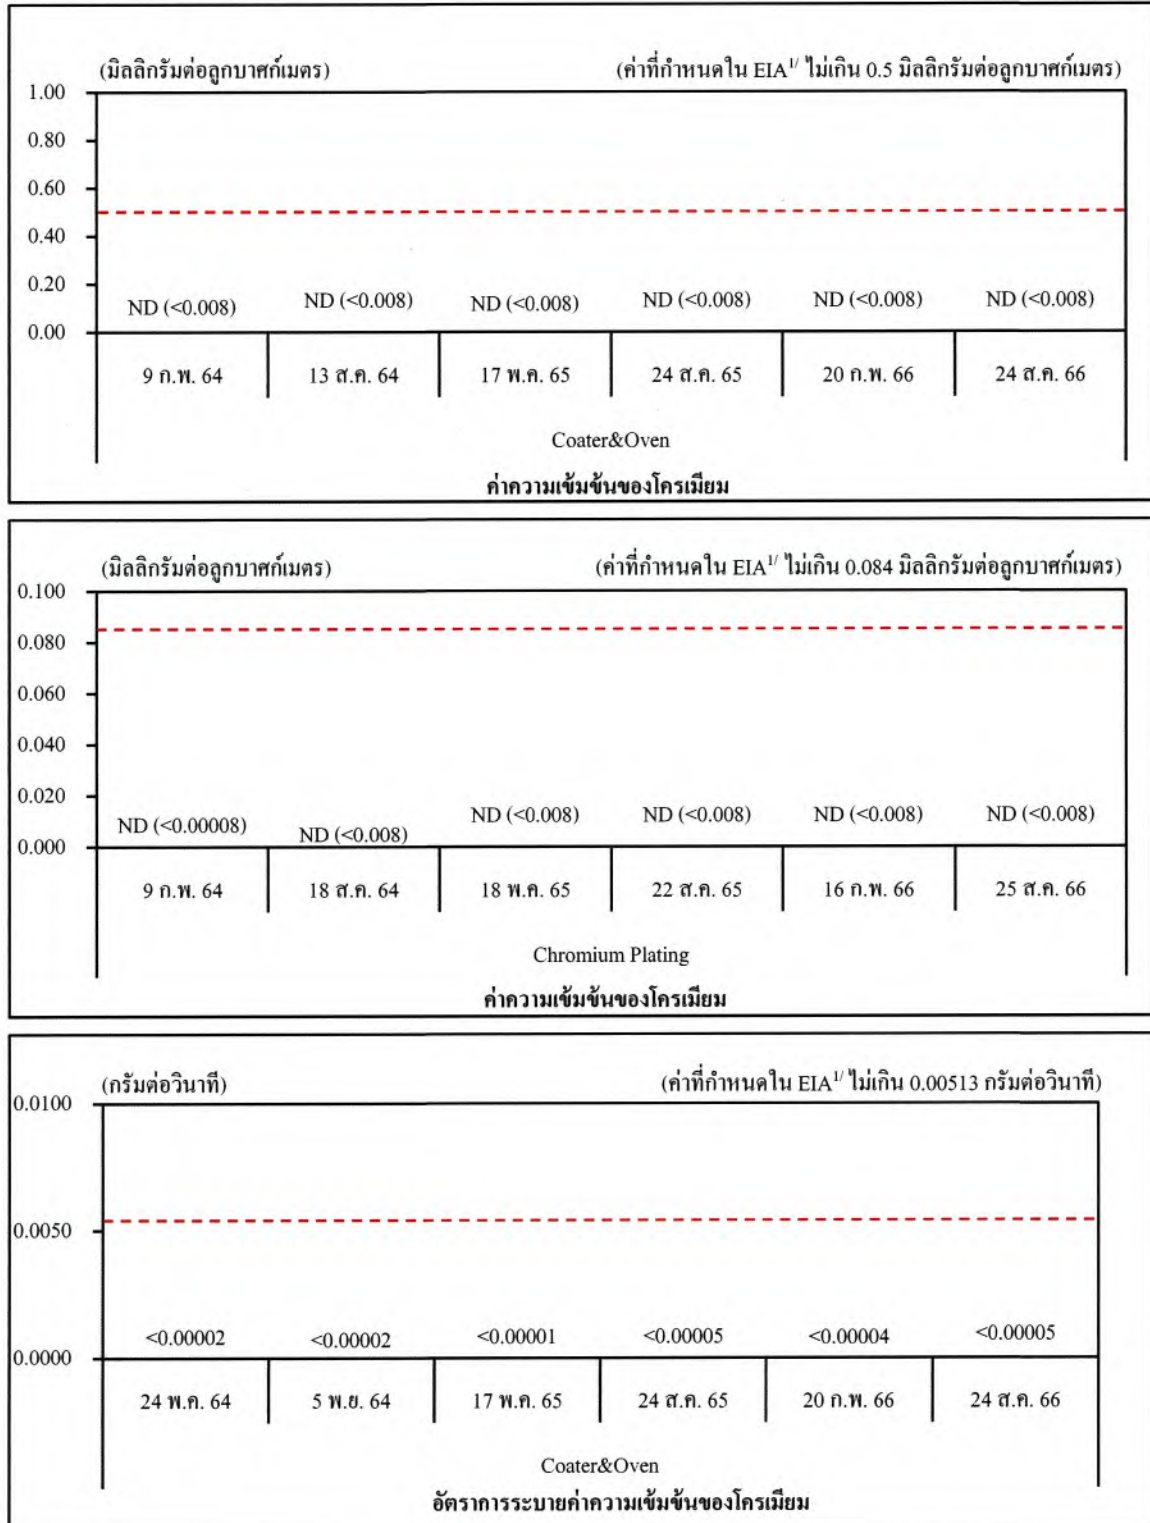 (มิลลิกรัมต่อลูกบาศก์เมตร) (ค่าที่กำหนดใน EIA1/ ไม่เกิน 0.5 มิลลิกรัมต่อลูกบาศก์เมตร)
1.00
0.80
0.60
0.40
0.20
ND (<0.008) ND (<0.008) ND (<0.008) ND (<0.008) ND (<0.008) ND (<0.008)
0.00
9 ก.พ. 64 13 ส.ค. 64 17 พ.ค. 65 24 ส.ค. 65 20 ก.พ. 66 24 ส.ค. 66
Coater&Oven
ค่าความเข้มข้นของโครเมียม
(มิลลิกรัมต่อลูกบาศก์เมตร) (ค่าที่กำหนดใน EIA1/ ไม่เกิน 0.084 มิลลิกรัมต่อลูกบาศก์เมตร)
0.100
0.080
0.060
0.040
0.020
ND (<0.00008) ND (<0.008) ND (<0.008) ND (<0.008) ND (<0.008) ND (<0.008)
0.000
9 ก.พ. 64 18 ส.ค. 64 18 พ.ค. 65 22 ส.ค. 65 16 ก.พ. 66 25 ส.ค. 66
Chromium Plating
ค่าความเข้มข้นของโครเมียม
(กรัมต่อวินาที) (ค่าที่กำหนดใน EIA1/ ไม่เกิน 0.00513 กรัมต่อวินาที)
0.0100
0.0050
<0.00002 <0.00002 <0.00001 <0.00005 <0.00004 <0.00005
0.0000
24 พ.ค. 64 5 พ.ย. 64 17 พ.ค. 65 24 ส.ค. 65 20 ก.พ. 66 24 ส.ค. 66
Coater&Oven
อัตราการระบายค่าความเข้มข้นของโครเมียม